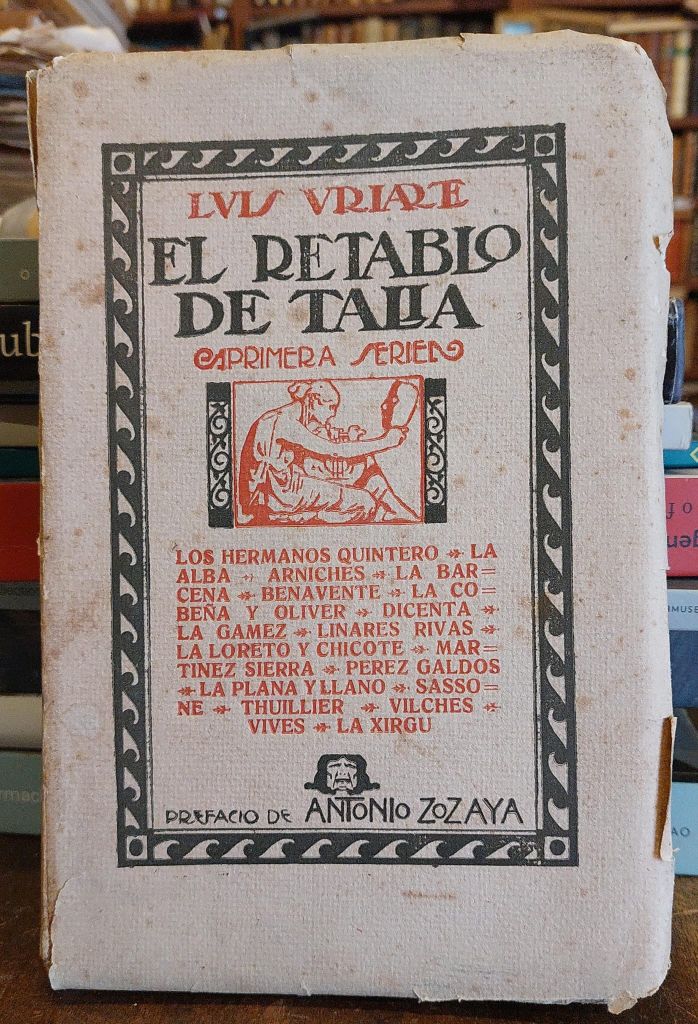 LVIS VRIARTE
EL RETABLO
DE TALIA
PRIMERA SERIE
LOS HERMANOS QUINTERO LA
ALBA ARNICHES LA BAR=
CENA BENAVENTE LA CO=
BEÑA Y OLIVER DICENTA
LA GAMEZ LINARES RIVAS
LA LORETO Y CHICOTE MAR=
TINEZ SIERRA PEREZ GALDOS
LA PLANA Y LLANO SASSO=
NE THUILLIER VILCHES
VIVES LA XIRGU
PREFACIO DE ANTONIO ZOZAYA
ub